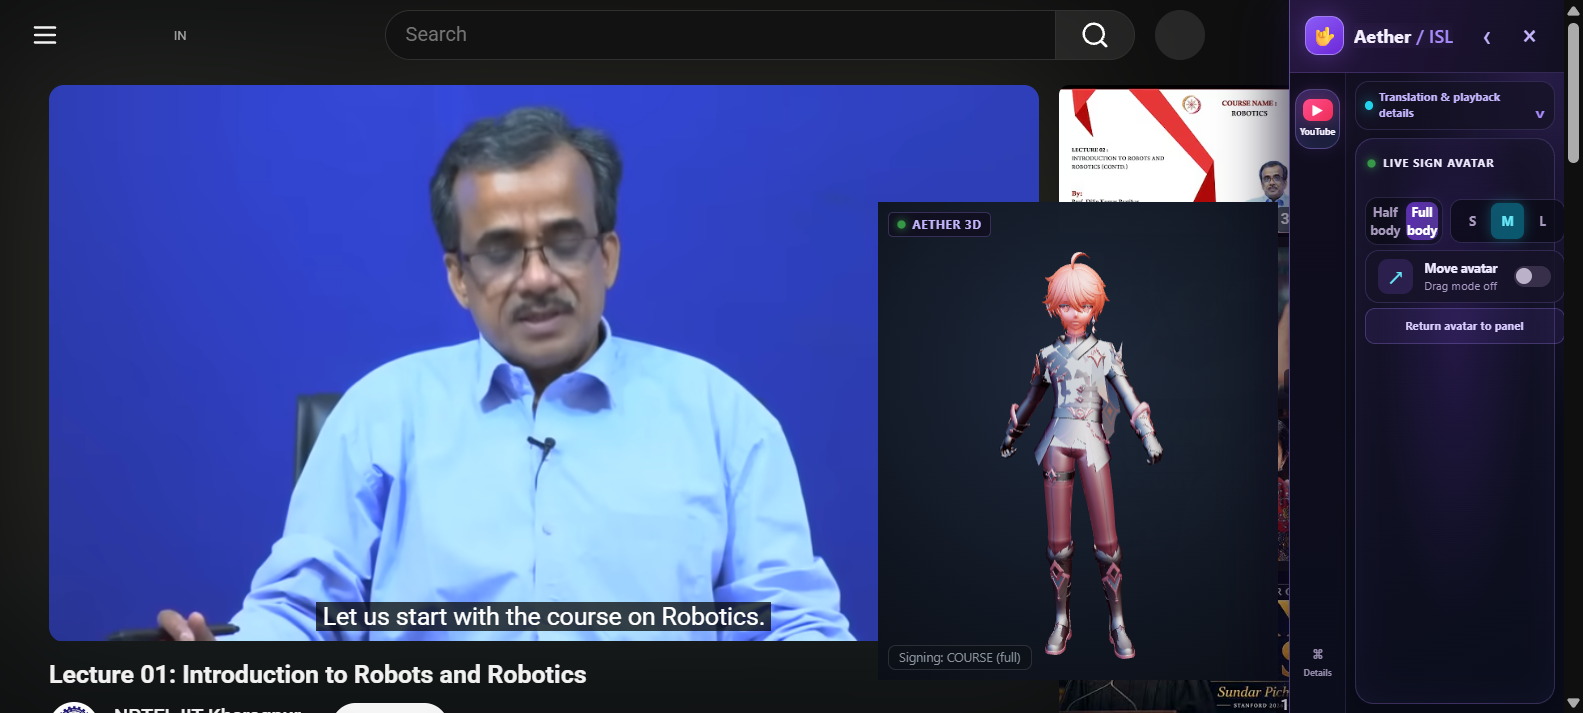 IN
Search
Aether / ISL
COURSE NAME :
ROBOTICS
LECTURE 02 :
INTRODUCTION TO ROBOTS AND
ROBOTICS (CONTD.)
By:
3
AETHER 3D
Signing: COURSE (full)
Let us start with the course on Robotics.
Lecture 01: Introduction to Robots and Robotics
Sundar Pich
STANFORD 20
1
YouTube
Details
Translation & playback
details
v
LIVE SIGN AVATAR
Half
body
Full
body
S M L
Move avatar
Drag mode off
Return avatar to panel